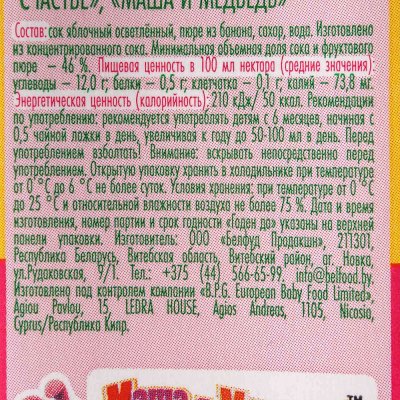 СЧАСТЬЕ», «МАША И МЕДВЕДЬ»
Состав: сок яблочный осветлённый, пюре из банана, сахар, вода. Изготовлено
из концентрированного сока. Минимальная объемная доля сока и фруктового
пюре – 46 %. Пищевая ценность в 100 мл нектара (средние значения):
углеводы – 12,0 г; белки – 0,5 г; клетчатка – 0,1 г; калий – 73,8 мг.
Энергетическая ценность (калорийность): 210 кДж/ 50 ккал. Рекомендации
по употреблению: рекомендуется употреблять детям с 6 месяцев, начиная с
0,5 чайной ложки в день, увеличивая к году до 50-100 мл в день. Перед
употреблением взболтать! Внимание: вскрывать непосредственно перед
употреблением. Открытую упаковку хранить в холодильнике при температуре
от 0 °С до 6 °С не более суток. Условия хранения: при температуре от 0 °С
до 25 °С и относительной влажности воздуха не более 75 %. Дата и время
изготовления, номер партии и срок годности «Годен до» указаны на верхней
панели упаковки. Изготовитель: ООО «Белфуд Продакшн», 211301,
Республика Беларусь, Витебская область, Витебский район, аг. Новка,
ул.Рудаковская, 9/1. Тел.: +375 (44) 566-65-99, info@belfood.by.
Изготовлено под контролем компании «B.P.G. European Baby Food Limited»,
Agiou Pavlou, 15, LEDRA HOUSE, Agios Andreas, 1105, Nicosia,
Cyprus/Республика Кипр.
Маша
TM